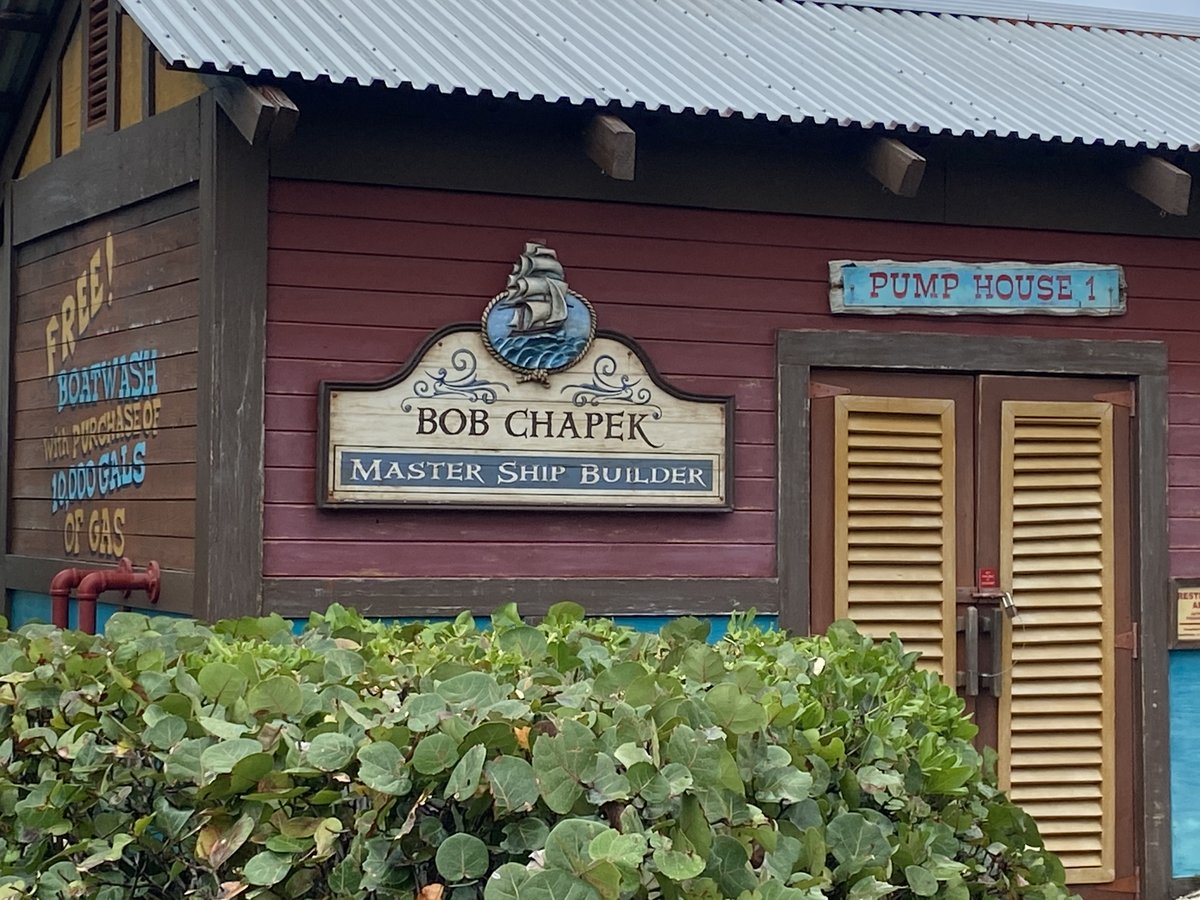 FREE!
BOATWASH
with PURCHASE OF
10,000 GALS
OF GAS
BOB CHAPEK
MASTER SHIP BUILDER
PUMP HOUSE 1